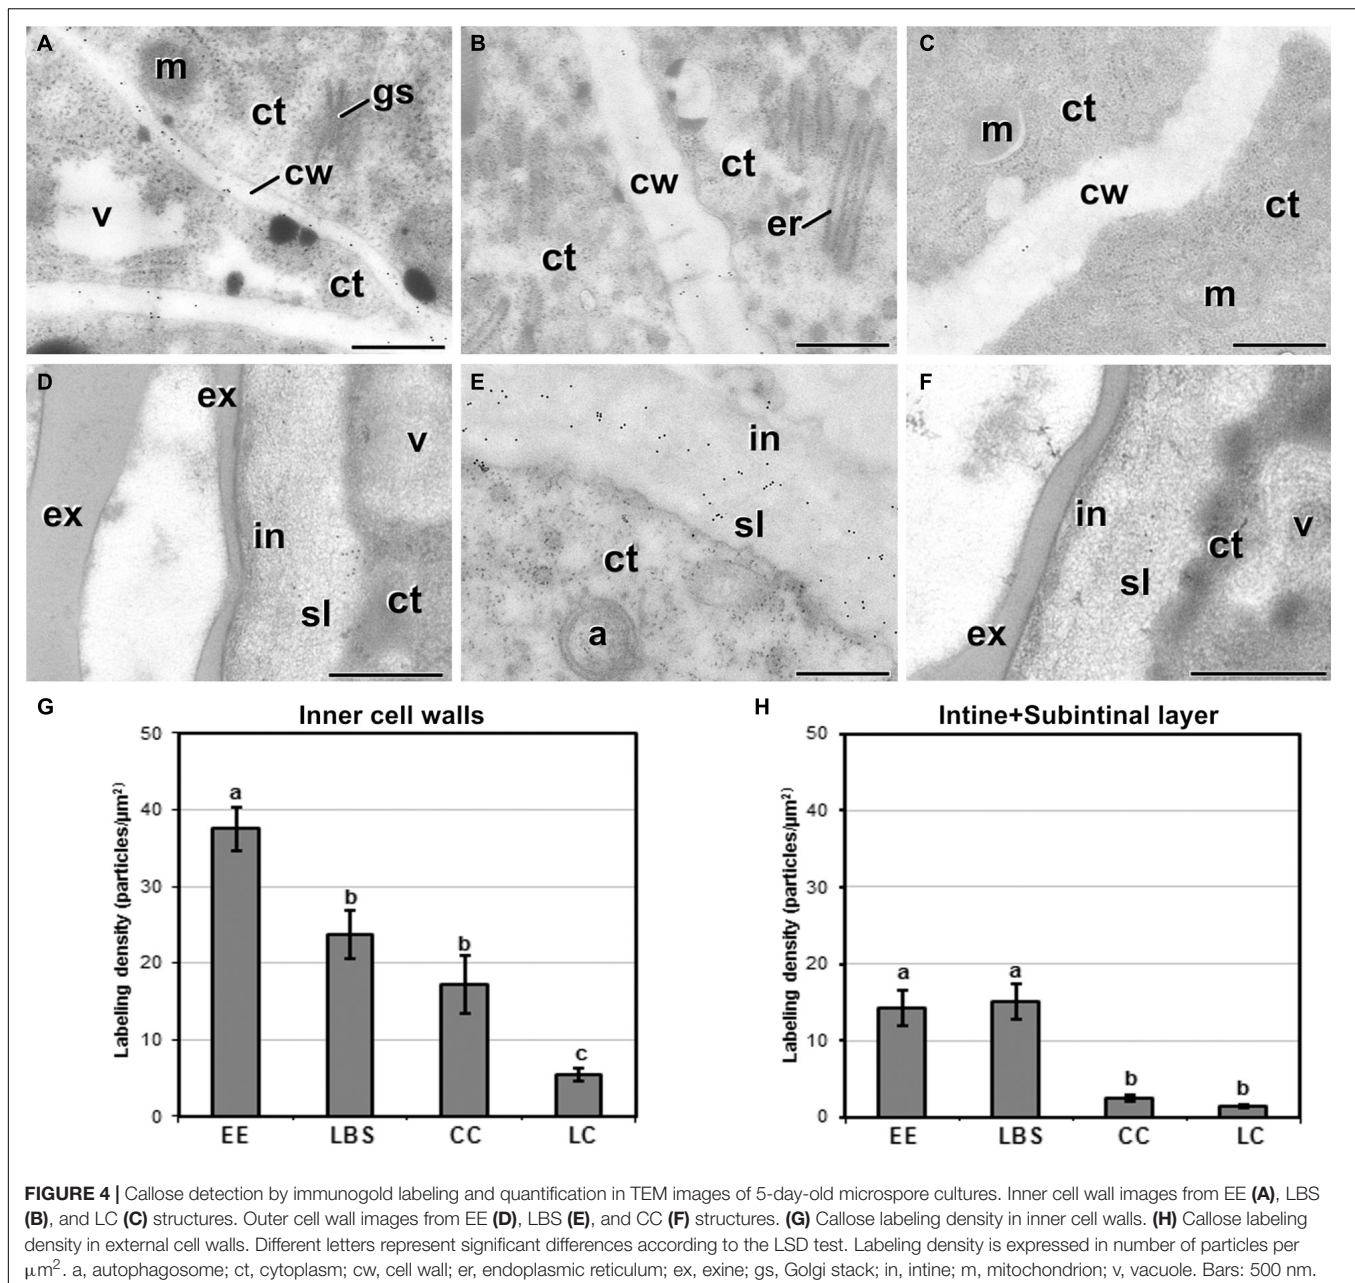 A
m
ct
gs
cw
v
ct
B
cw
ct
er
ct
C
m
ct
cw
ct
m
D
ex
v
ex
in
sl
ct
E
in
sl
ct
a
F
in
v
ct
sl
ex
G
Inner cell walls
Labeling density (particles/µm²)
50
40
30
20
10
0
a
b
b
c
EE LBS CC LC
H
Intine+Subintinal layer
Labeling density (particles/µm²)
50
40
30
20
10
0
a
a
b
b
EE LBS CC LC
FIGURE 4 | Callose detection by immunogold labeling and quantification in TEM images of 5-day-old microspore cultures. Inner cell wall images from EE (A), LBS
(B), and LC (C) structures. Outer cell wall images from EE (D), LBS (E), and CC (F) structures. (G) Callose labeling density in inner cell walls. (H) Callose labeling
density in external cell walls. Different letters represent significant differences according to the LSD test. Labeling density is expressed in number of particles per
µm². a, autophagosome; ct, cytoplasm; cw, cell wall; er, endoplasmic reticulum; ex, exine; gs, Golgi stack; in, intine; m, mitochondrion; v, vacuole. Bars: 500 nm.